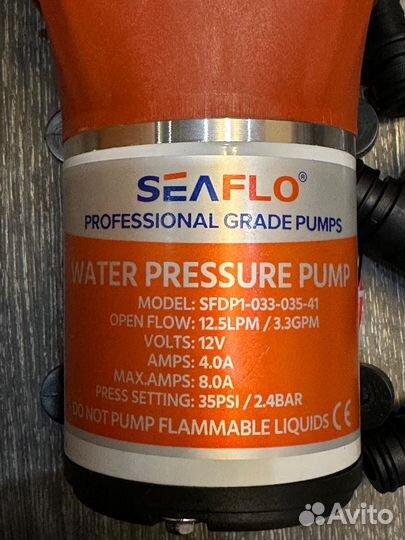 SEAFLO®
PROFESSIONAL GRADE PUMPS
WATER PRESSURE PUMP
MODEL: SFDP1-033-035-41
OPEN FLOW: 12.5LPM / 3.3GPM
VOLTS: 12V
AMPS: 4.0A
MAX.AMPS: 8.0A
PRESS SETTING: 35PSI / 2.4BAR
DO NOT PUMP FLAMMABLE LIQUIDS CE
Avito